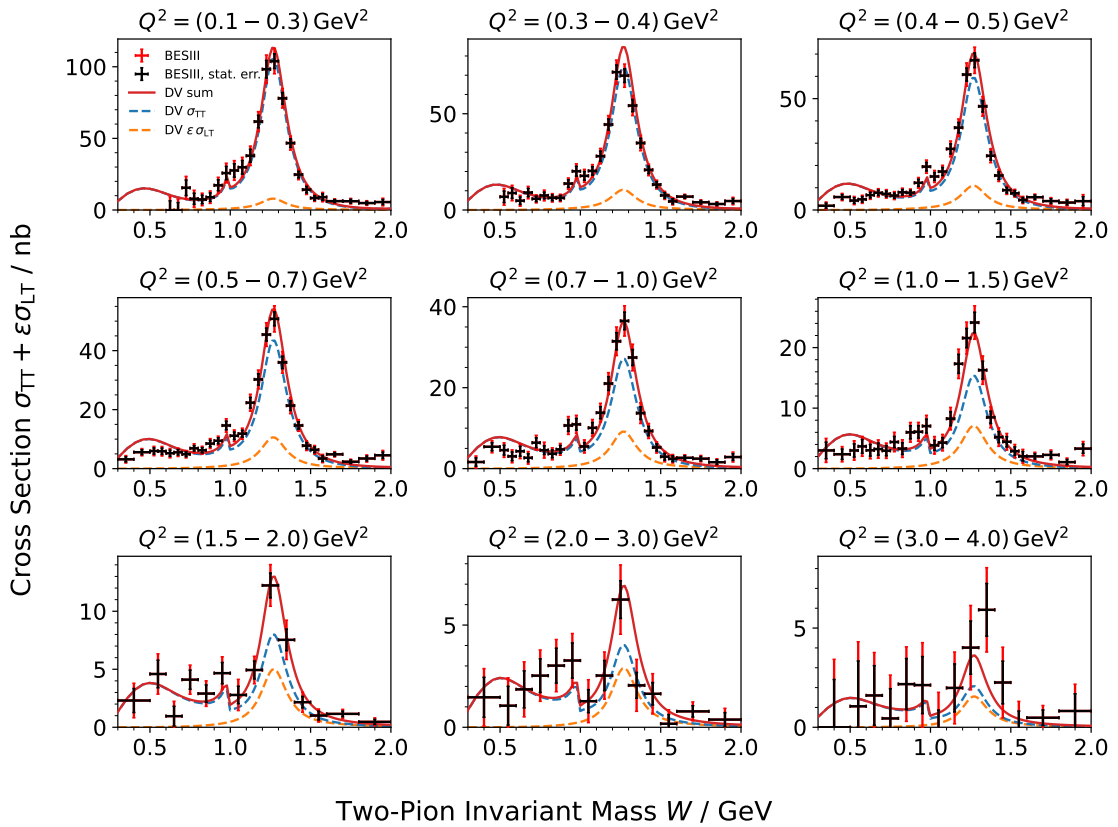 Q² = (0.1 − 0.3) GeV²
Q² = (0.3 − 0.4) GeV²
Q² = (0.4 − 0.5) GeV²
100
50
0
0.5 1.0 1.5 2.0
BESIII
BESIII, stat. err.
DV sum
DV σTT
DV ε σLT
50
0
0.5 1.0 1.5 2.0
50
0
0.5 1.0 1.5 2.0
Q² = (0.5 − 0.7) GeV²
Q² = (0.7 − 1.0) GeV²
Q² = (1.0 − 1.5) GeV²
40
20
0
0.5 1.0 1.5 2.0
40
20
0
0.5 1.0 1.5 2.0
20
10
0
0.5 1.0 1.5 2.0
Q² = (1.5 − 2.0) GeV²
Q² = (2.0 − 3.0) GeV²
Q² = (3.0 − 4.0) GeV²
10
5
0
0.5 1.0 1.5 2.0
5
0
0.5 1.0 1.5 2.0
5
0
0.5 1.0 1.5 2.0
Cross Section σTT + εσLT / nb
Two-Pion Invariant Mass W / GeV